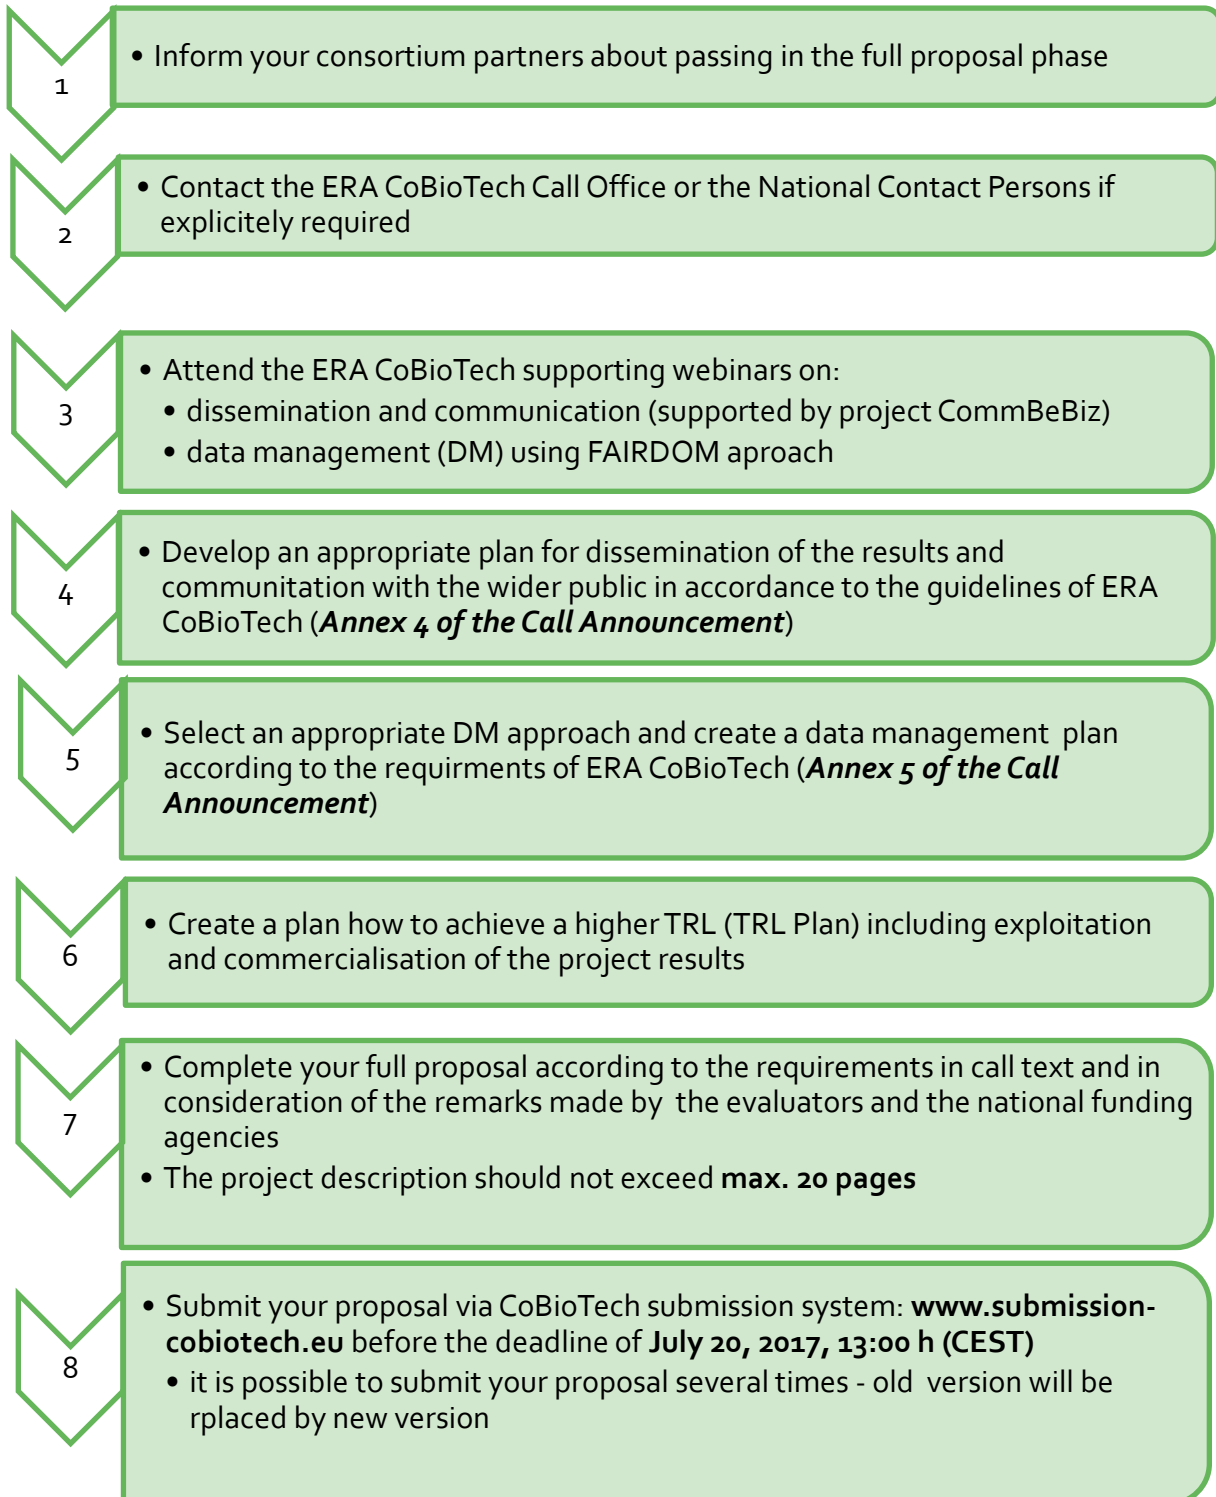 1
• Inform your consortium partners about passing in the full proposal phase
2
• Contact the ERA CoBioTech Call Office or the National Contact Persons if
explicitely required
3
• Attend the ERA CoBioTech supporting webinars on:
• dissemination and communication (supported by project CommBeBiz)
• data management (DM) using FAIRDOM aproach
4
• Develop an appropriate plan for dissemination of the results and
communitation with the wider public in accordance to the guidelines of ERA
CoBioTech (Annex 4 of the Call Announcement)
5
• Select an appropriate DM approach and create a data management  plan
according to the requirments of ERA CoBioTech (Annex 5 of the Call
Announcement)
6
• Create a plan how to achieve a higher TRL (TRL Plan) including exploitation
and commercialisation of the project results
7
• Complete your full proposal according to the requirements in call text and in
consideration of the remarks made by  the evaluators and the national funding
agencies
• The project description should not exceed max. 20 pages
8
• Submit your proposal via CoBioTech submission system: www.submission-
cobiotech.eu before the deadline of July 20, 2017, 13:00 h (CEST)
• it is possible to submit your proposal several times - old  version will be
rplaced by new version